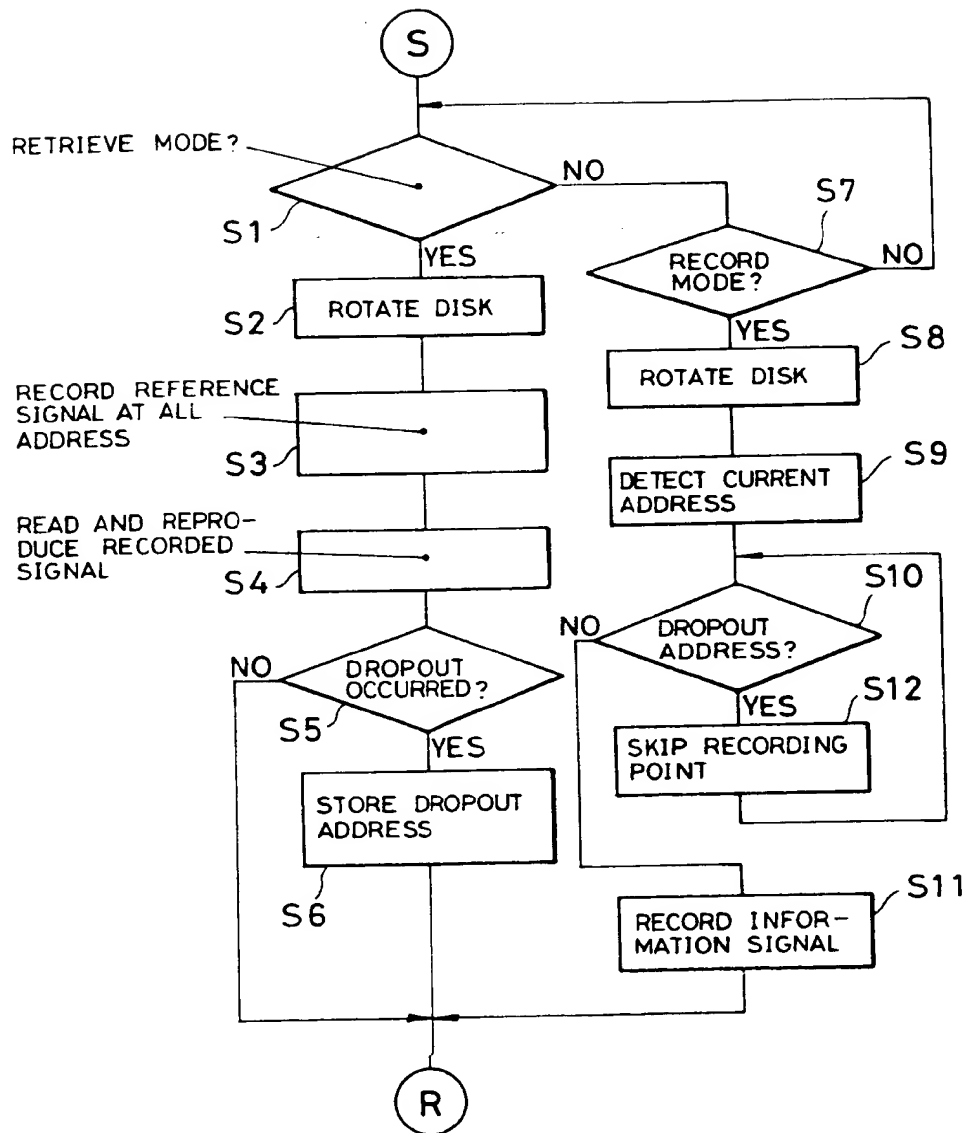 S
RETRIEVE MODE?
NO
S1
YES
S7
RECORD
MODE?
NO
S2
ROTATE DISK
YES
S8
ROTATE DISK
RECORD REFERENCE
SIGNAL AT ALL
ADDRESS
S3
S9
DETECT CURRENT
ADDRESS
READ AND REPRO-
DUCE RECORDED
SIGNAL
S4
S10
NO
DROPOUT
ADDRESS?
NO
DROPOUT
OCCURRED?
S5
YES
YES
S12
SKIP RECORDING
POINT
STORE DROPOUT
ADDRESS
S6
S11
RECORD INFOR-
MATION SIGNAL
R